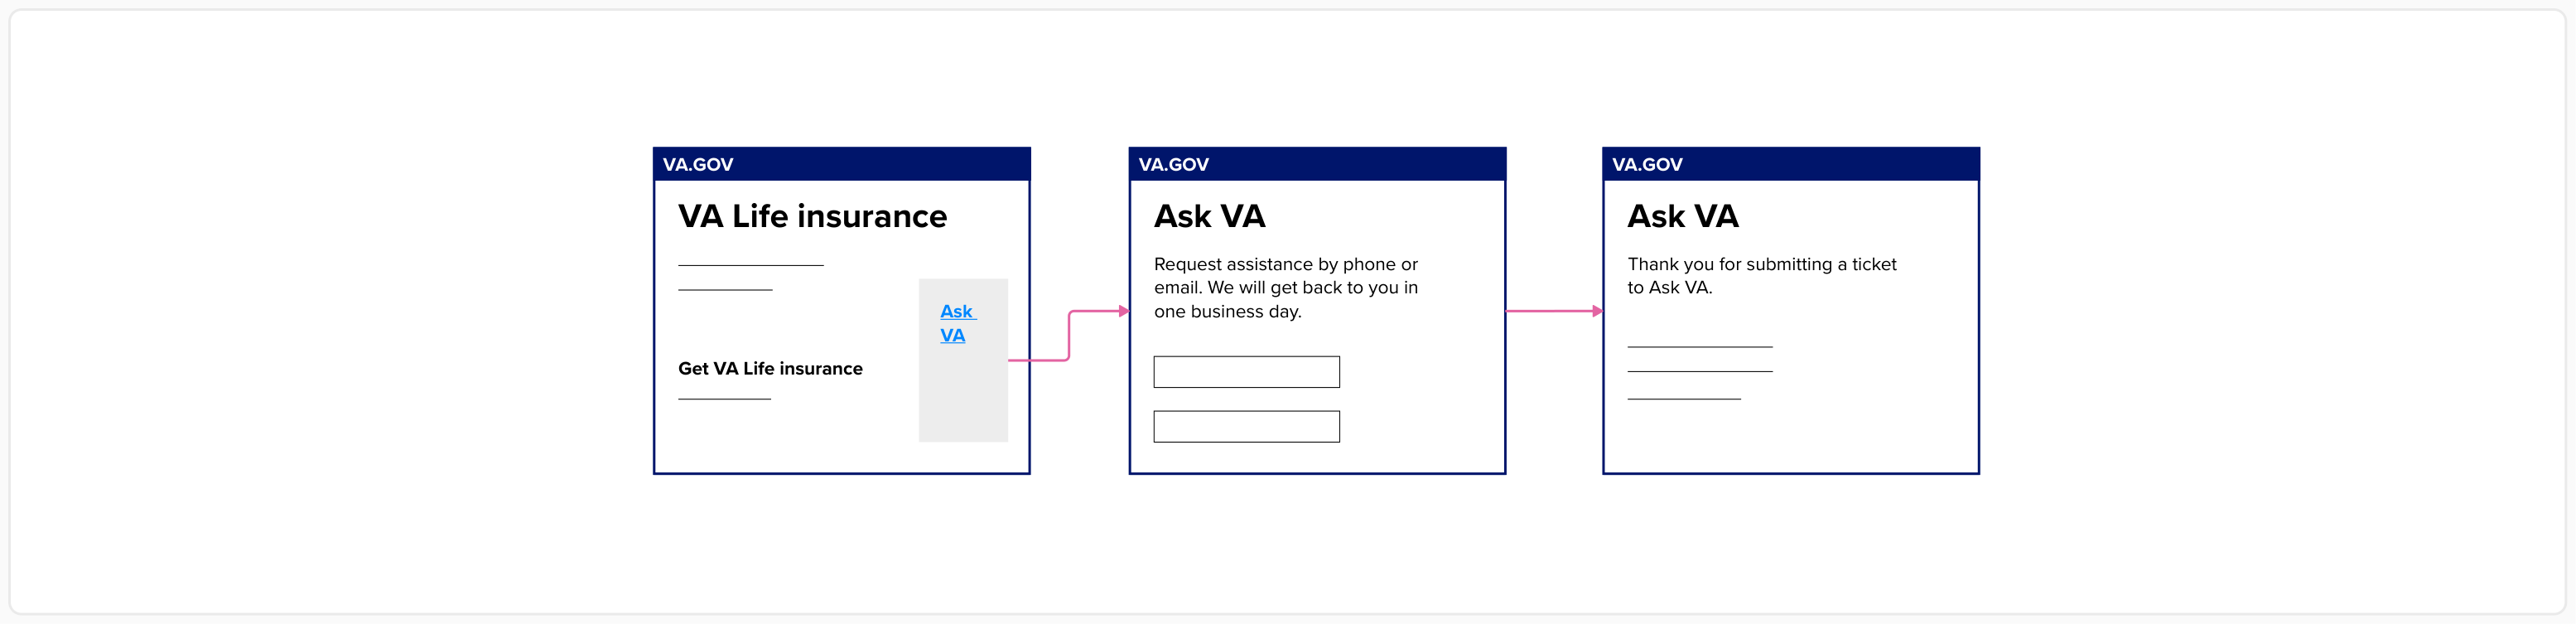 VA.GOV
VA Life insurance
Ask
VA
Get VA Life insurance
VA.GOV
Ask VA
Request assistance by phone or
email. We will get back to you in
one business day.
VA.GOV
Ask VA
Thank you for submitting a ticket
to Ask VA.